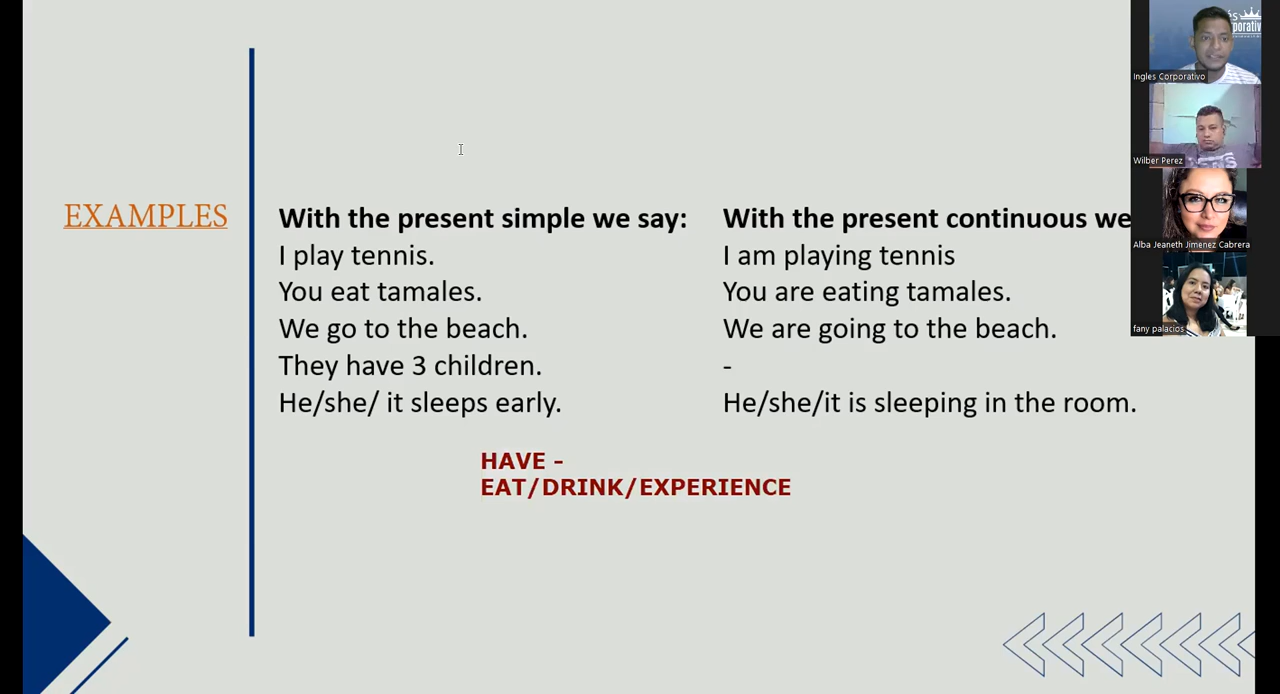 EXAMPLES
With the present simple we say:
I play tennis.
You eat tamales.
We go to the beach.
They have 3 children.
He/she/ it sleeps early.
With the present continuous we
I am playing tennis
You are eating tamales.
We are going to the beach.
-
He/she/it is sleeping in the room.
HAVE -
EAT/DRINK/EXPERIENCE
Ingles Corporativo
Wilber Perez
Alba Jeaneth Jimenez Cabrera
fany palacios